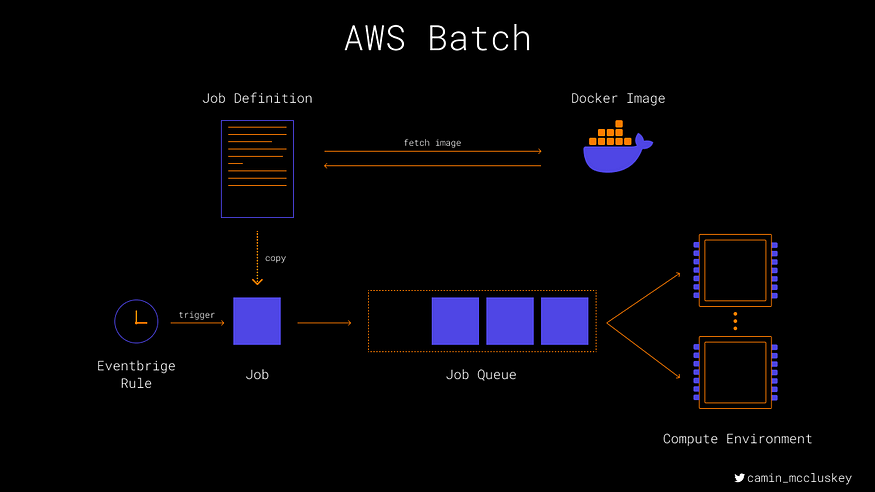 AWS Batch
Job Definition
Docker Image
fetch image
copy
trigger
Eventbrige
Rule
Job
Job Queue
Compute Environment
camin_mccluskey